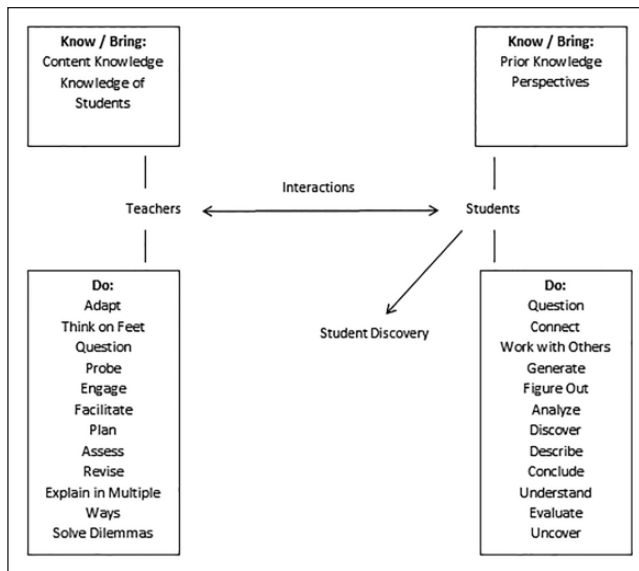 Know / Bring:
Content Knowledge
Knowledge of
Students
Know / Bring:
Prior Knowledge
Perspectives
Interactions
Teachers
Students
Student Discovery
Do:
Adapt
Think on Feet
Question
Probe
Engage
Facilitate
Plan
Assess
Revise
Explain in Multiple
Ways
Solve Dilemmas
Do:
Question
Connect
Work with Others
Generate
Figure Out
Analyze
Discover
Describe
Conclude
Understand
Evaluate
Uncover